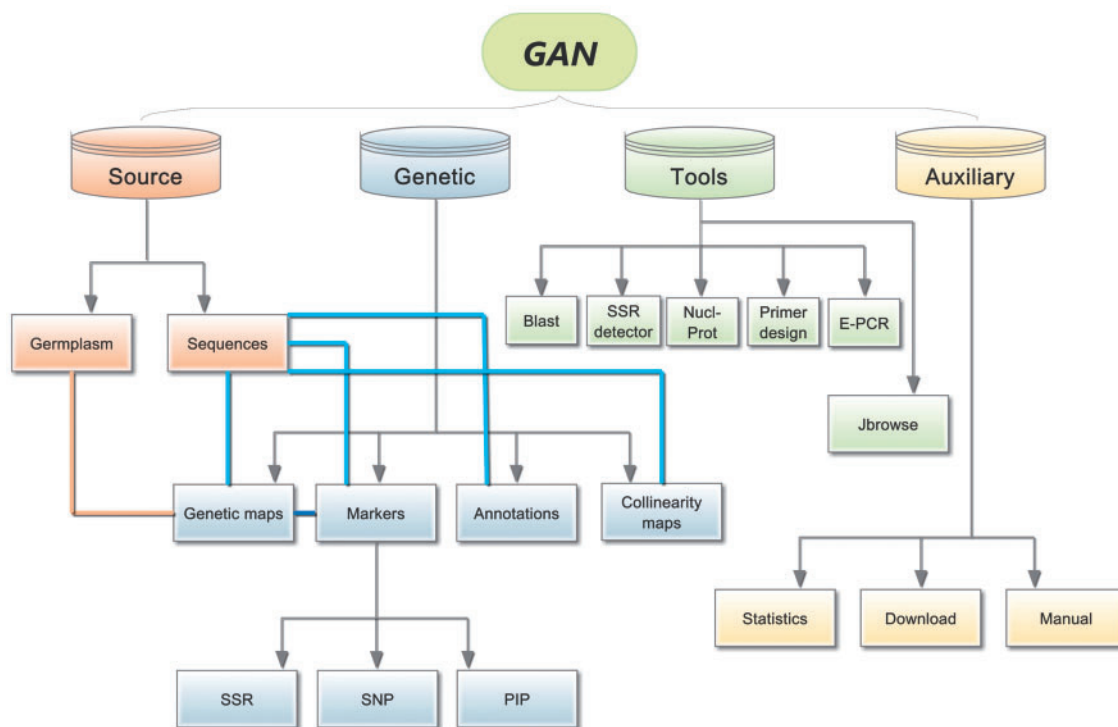 GAN
Source
Genetic
Tools
Auxiliary
Germplasm
Sequences
Blast
SSR
detector
Nucl-
Prot
Primer
design
E-PCR
Jbrowse
Genetic maps
Markers
Annotations
Collinearity
maps
Statistics
Download
Manual
SSR
SNP
PIP